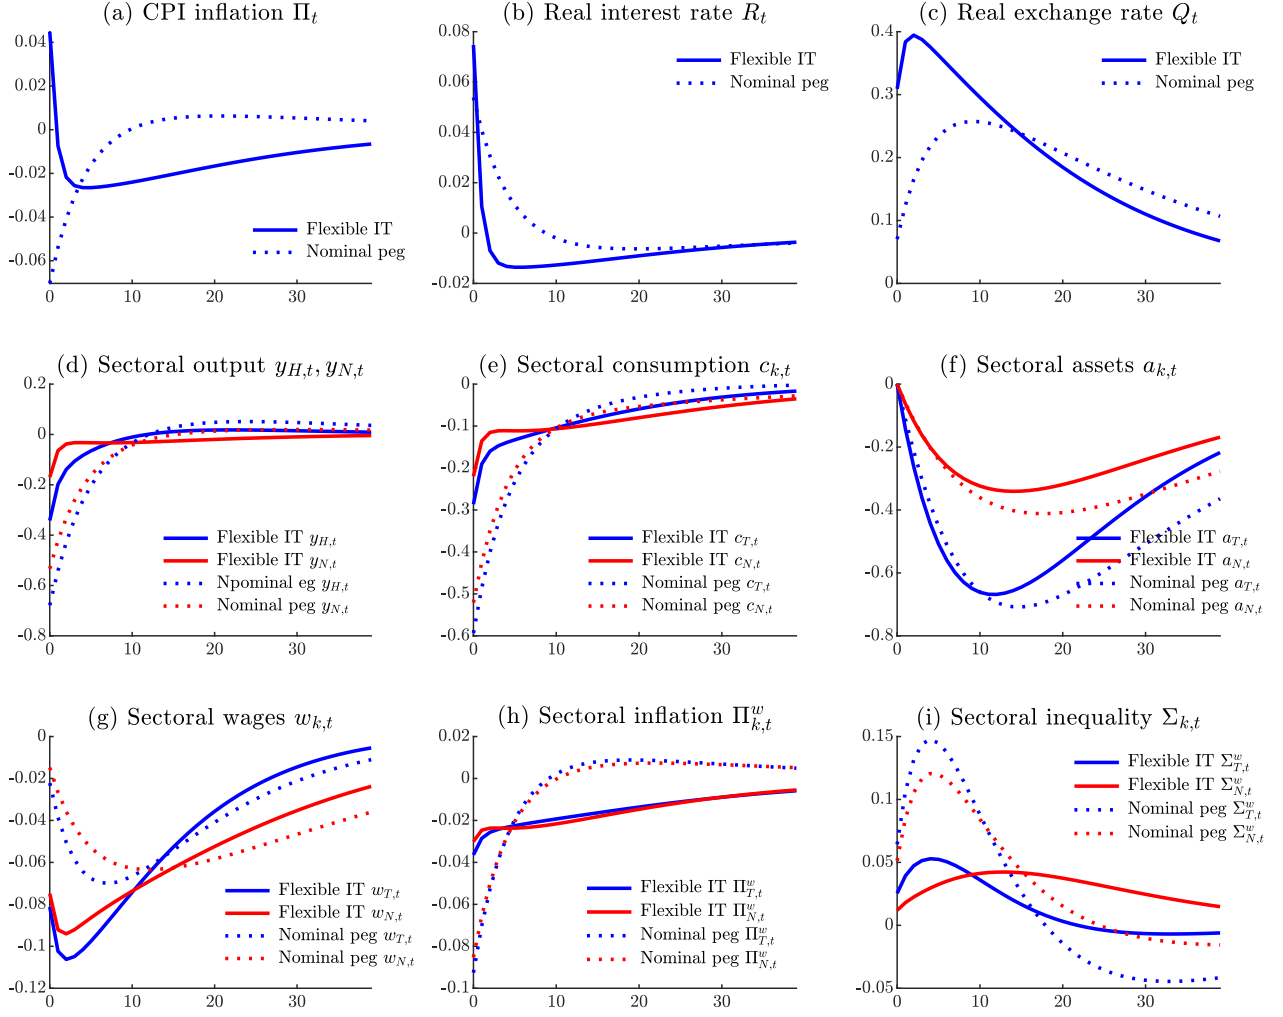 (a) CPI inflation Π_t
0.04
0.02
0
-0.02
-0.04
-0.06
0
10
20
30
Flexible IT
Nominal peg
(b) Real interest rate R_t
0.08
0.06
0.04
0.02
0
-0.02
0
10
20
30
Flexible IT
Nominal peg
(c) Real exchange rate Q_t
0.4
0.3
0.2
0.1
0
0
10
20
30
Flexible IT
Nominal peg
(d) Sectoral output y_{H,t}, y_{N,t}
0.2
0
-0.2
-0.4
-0.6
-0.8
0
10
20
30
Flexible IT y_{H,t}
Flexible IT y_{N,t}
Npominal eg y_{H,t}
Nominal peg y_{N,t}
(e) Sectoral consumption c_{k,t}
0
-0.1
-0.2
-0.3
-0.4
-0.5
-0.6
0
10
20
30
Flexible IT c_{T,t}
Flexible IT c_{N,t}
Nominal peg c_{T,t}
Nominal peg c_{N,t}
(f) Sectoral assets a_{k,t}
0
-0.2
-0.4
-0.6
-0.8
0
10
20
30
Flexible IT a_{T,t}
Flexible IT a_{N,t}
Nominal peg a_{T,t}
Nominal peg a_{N,t}
(g) Sectoral wages w_{k,t}
0
-0.02
-0.04
-0.06
-0.08
-0.1
-0.12
0
10
20
30
Flexible IT w_{T,t}
Flexible IT w_{N,t}
Nominal peg w_{T,t}
Nominal peg w_{N,t}
(h) Sectoral inflation Π^w_{k,t}
0.02
0
-0.02
-0.04
-0.06
-0.08
-0.1
0
10
20
30
Flexible IT Π^w_{T,t}
Flexible IT Π^w_{N,t}
Nominal peg Π^w_{T,t}
Nominal peg Π^w_{N,t}
(i) Sectoral inequality Σ_{k,t}
0.15
0.1
0.05
0
-0.05
0
10
20
30
Flexible IT Σ^w_{T,t}
Flexible IT Σ^w_{N,t}
Nominal peg Σ^w_{T,t}
Nominal peg Σ^w_{N,t}